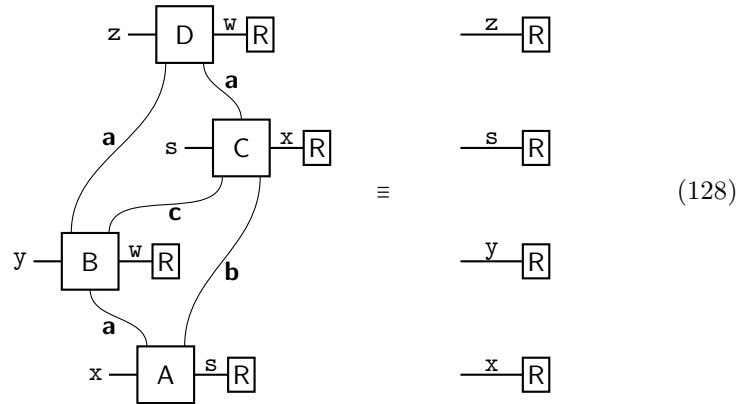 z D w R z R
a a
s C x R s R
≡ (128)
c
y B w R y R
b
a
x A s R x R